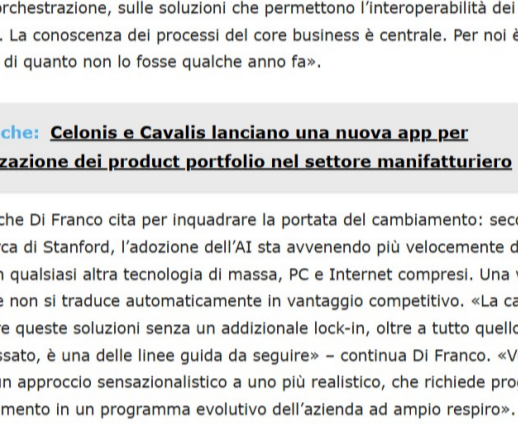 orchestrazione, sulle soluzioni che permettono l’interoperabilità dei
. La conoscenza dei processi del core business è centrale. Per noi è
di quanto non lo fosse qualche anno fa».
che: Celonis e Cavalis lanciano una nuova app per
zazione dei product portfolio nel settore manifatturiero
che Di Franco cita per inquadrare la portata del cambiamento:
ca di Stanford, l’adozione dell’AI sta avvenendo più velocemente
qualsiasi altra tecnologia di massa, PC e Internet compresi. Una
e non si traduce automaticamente in vantaggio competitivo. «La
e queste soluzioni senza un addizionale lock-in, oltre a tutto quello
ssato, è una delle linee guida da seguire» – continua Di Franco.
un approccio sensazionalistico a uno più realistico, che richiede
mento in un programma evolutivo dell’azienda ad ampio respiro».